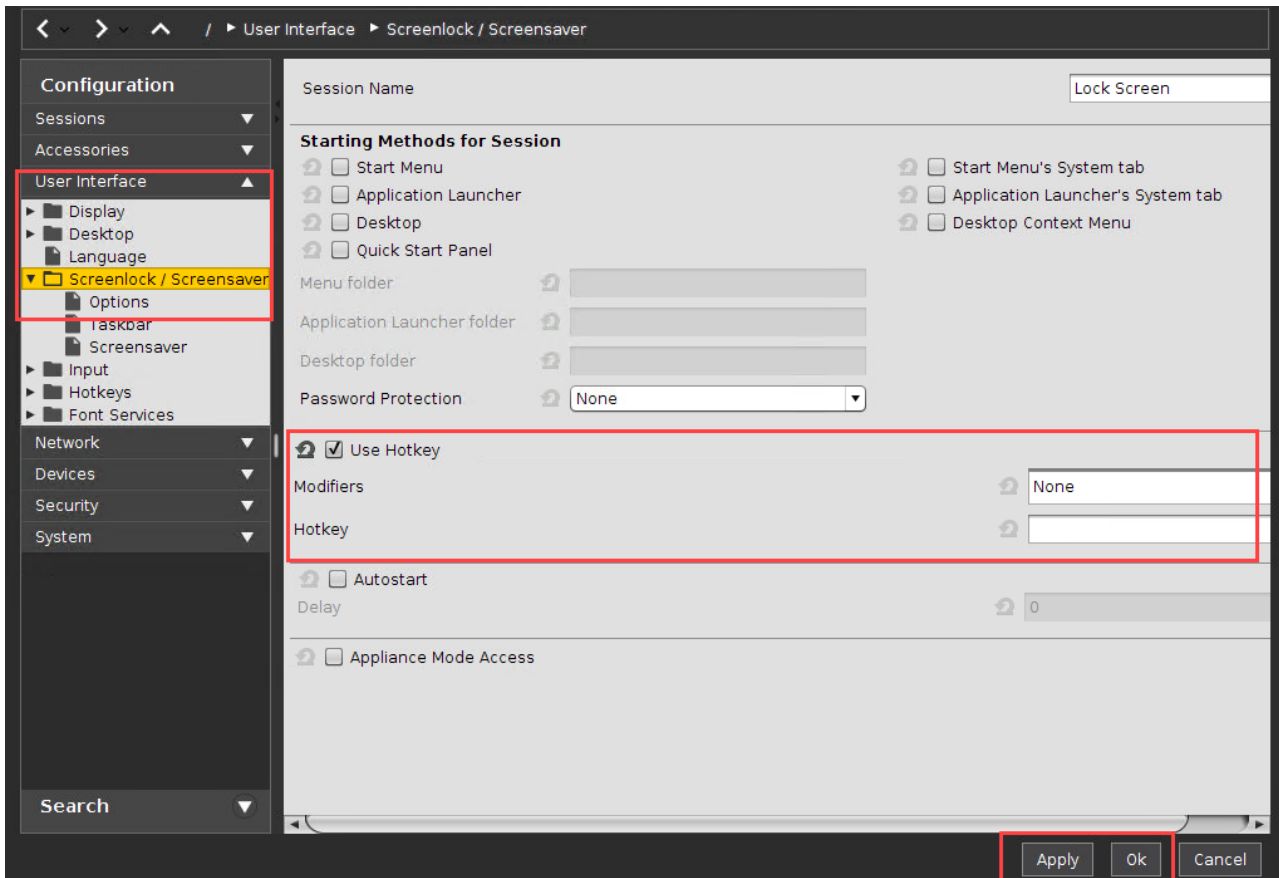 / User Interface Screenlock / Screensaver
Configuration
Sessions
Accessories
User Interface
Display
Desktop
Language
Screenlock / Screensaver
Options
Taskbar
Screensaver
Input
Hotkeys
Font Services
Network
Devices
Security
System
Search
Session Name
Lock Screen
Starting Methods for Session
Start Menu
Start Menu's System tab
Application Launcher
Application Launcher's System tab
Desktop
Desktop Context Menu
Quick Start Panel
Menu folder
Application Launcher folder
Desktop folder
Password Protection
None
Use Hotkey
Modifiers
None
Hotkey
Autostart
Delay
0
Appliance Mode Access
Apply
Ok
Cancel